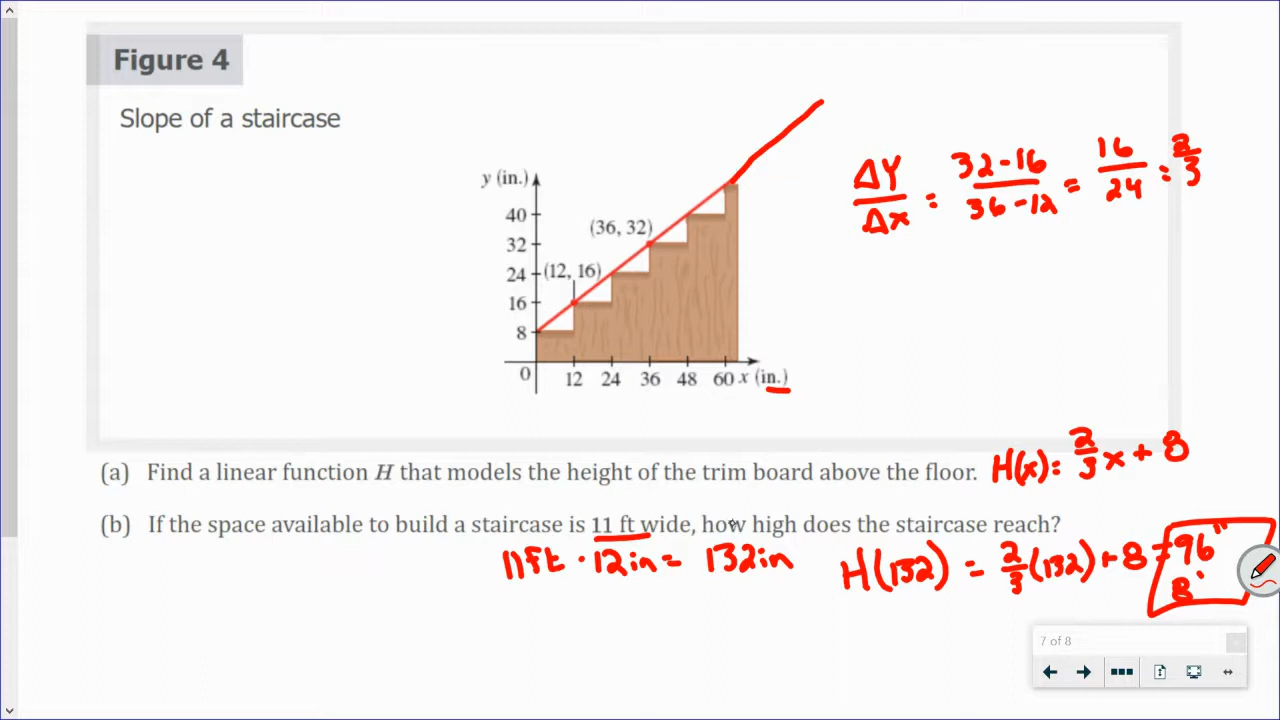 Figure 4
Slope of a staircase
ΔY/Δx = 32-16/36-12 = 16/24 = 2/3
y (in.)
40
32
24
16
8
0
(36, 32)
(12, 16)
12 24 36 48 60 x (in.)
(a) Find a linear function H that models the height of the trim board above the floor. H(x) = 2/3 x + 8
(b) If the space available to build a staircase is 11 ft wide, how high does the staircase reach?
11ft · 12in = 132in H(132) = 2/3 (132) + 8 = 96"
8'
7 of 8